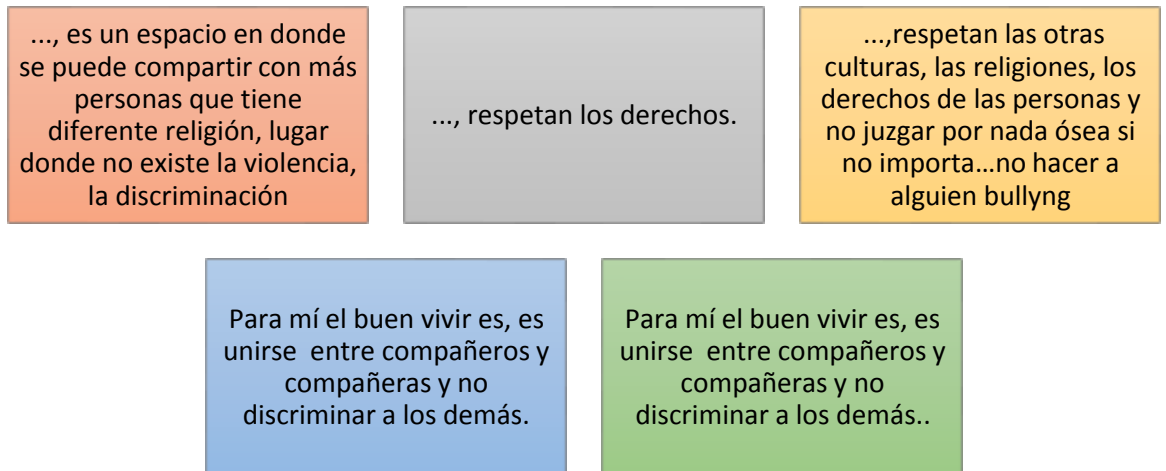 ..., es un espacio en donde
se puede compartir con más
personas que tiene
diferente religión, lugar
donde no existe la violencia,
la discriminación
..., respetan los derechos.
...,respetan las otras
culturas, las religiones, los
derechos de las personas y
no juzgar por nada ósea si
no importa...no hacer a
alguien bullyng
Para mí el buen vivir es, es
unirse  entre compañeros y
compañeras y no
discriminar a los demás.
Para mí el buen vivir es, es
unirse  entre compañeros y
compañeras y no
discriminar a los demás..